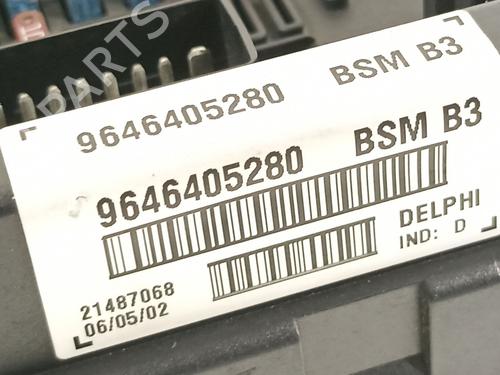 PARTS
9646405280 BSM B3
9646405280 BSM B3
DELPHI
IND: D
21487068
06/05/02